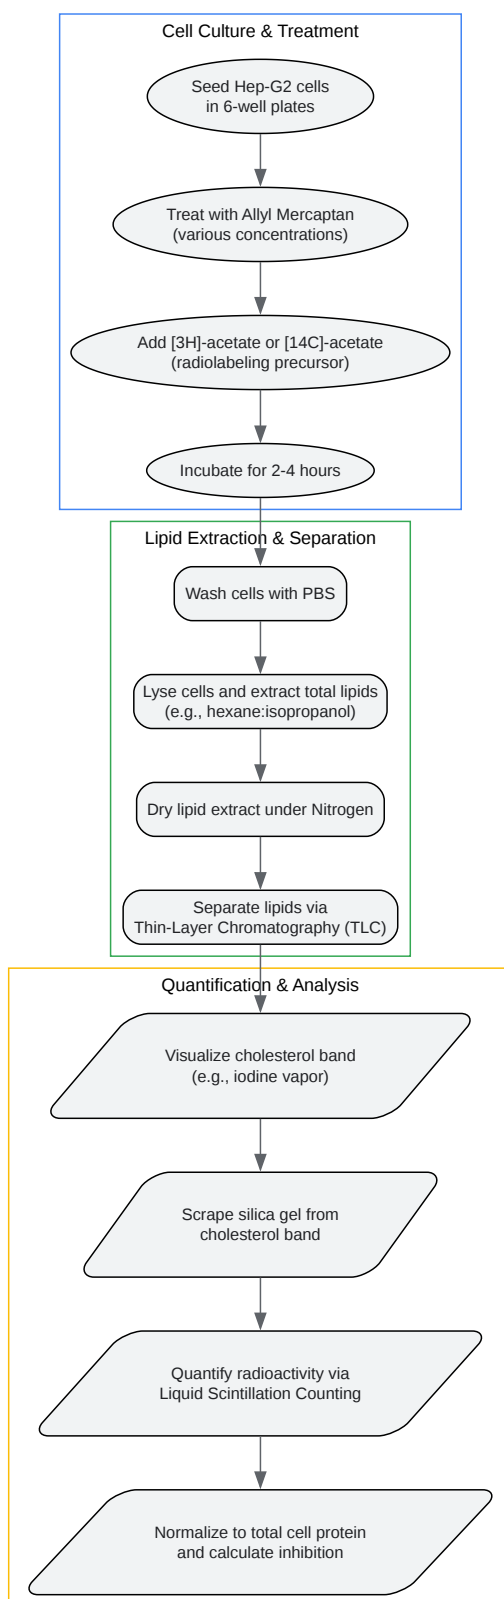 Cell Culture & Treatment
Seed Hep-G2 cells
in 6-well plates
Treat with Allyl Mercaptan
(various concentrations)
Add [3H]-acetate or [14C]-acetate
(radiolabeling precursor)
Incubate for 2-4 hours
Lipid Extraction & Separation
Wash cells with PBS
Lyse cells and extract total lipids
(e.g., hexane:isopropanol)
Dry lipid extract under Nitrogen
Separate lipids via
Thin-Layer Chromatography (TLC)
Quantification & Analysis
Visualize cholesterol band
(e.g., iodine vapor)
Scrape silica gel from
cholesterol band
Quantify radioactivity via
Liquid Scintillation Counting
Normalize to total cell protein
and calculate inhibition